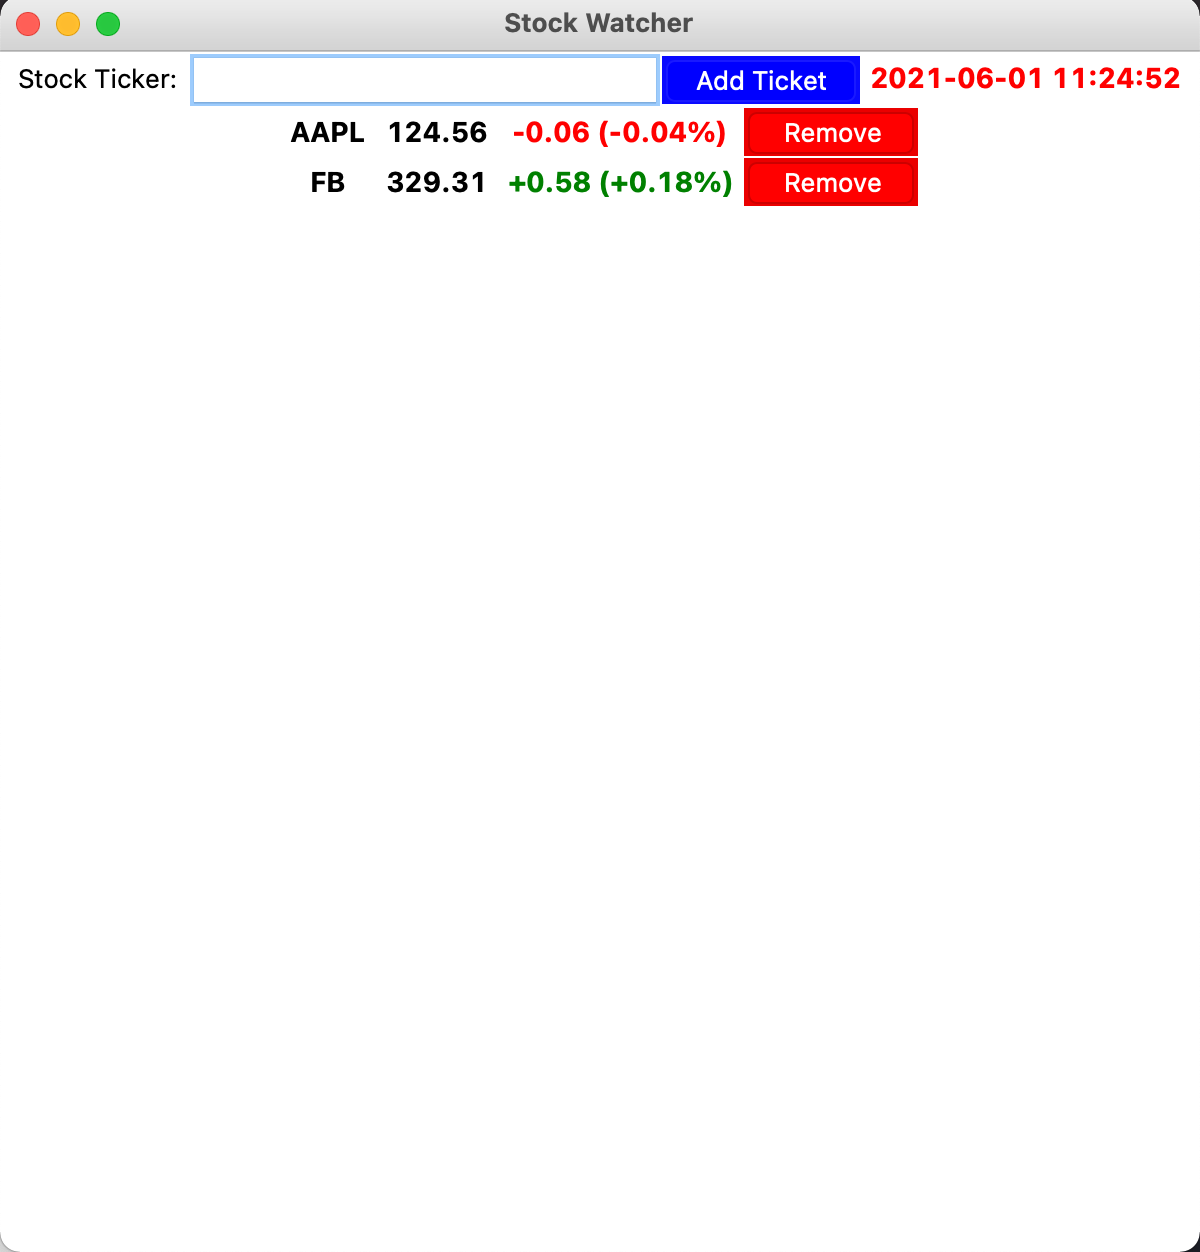 Stock Watcher
Stock Ticker: Add Ticket 2021-06-01 11:24:52
AAPL 124.56 -0.06 (-0.04%) Remove
FB 329.31 +0.58 (+0.18%) Remove